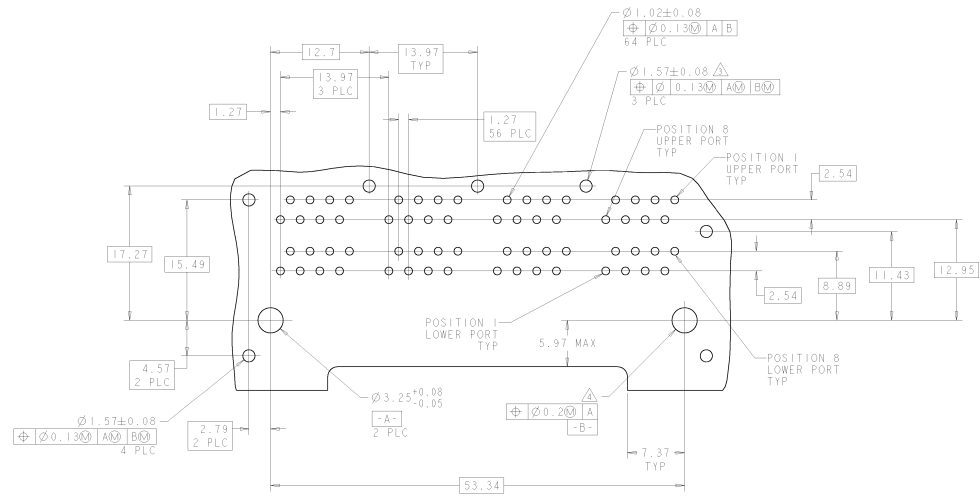 Ø1.02±0.08
⌖ Ø0.13Ⓜ A B
64 PLC
12.7
13.97
TYP
13.97
3 PLC
Ø1.57±0.08 3
⌖ Ø 0.13Ⓜ AⓂ BⓂ
3 PLC
1.27
1.27
56 PLC
POSITION 8
UPPER PORT
TYP
POSITION 1
UPPER PORT
TYP
2.54
17.27
15.49
12.95
11.43
8.89
2.54
POSITION 1
LOWER PORT
TYP
5.97 MAX
POSITION 8
LOWER PORT
TYP
4.57
2 PLC
Ø3.25+0.08
-0.05
-A-
2 PLC
4
⌖ Ø0.2Ⓜ A
-B-
Ø1.57±0.08
⌖ Ø0.13Ⓜ AⓂ BⓂ
4 PLC
2.79
2 PLC
7.37
TYP
53.34